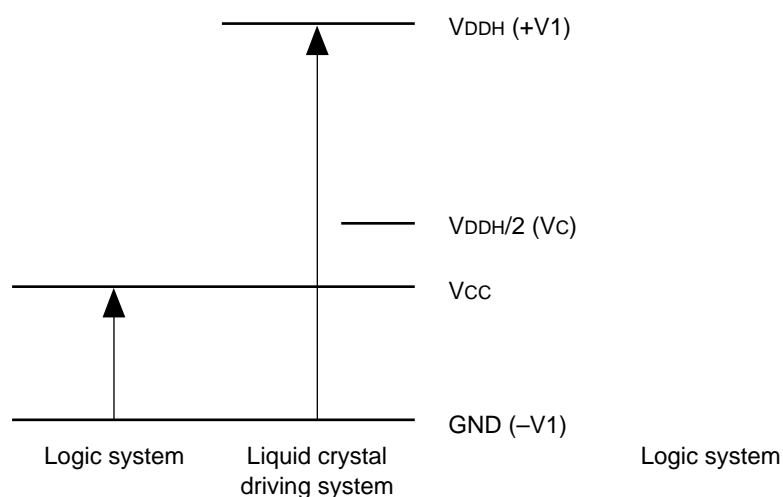 VDDH (+V1)
VDDH/2 (VC)
VCC
GND (–V1)
Logic system
Liquid crystal
driving system
Logic system